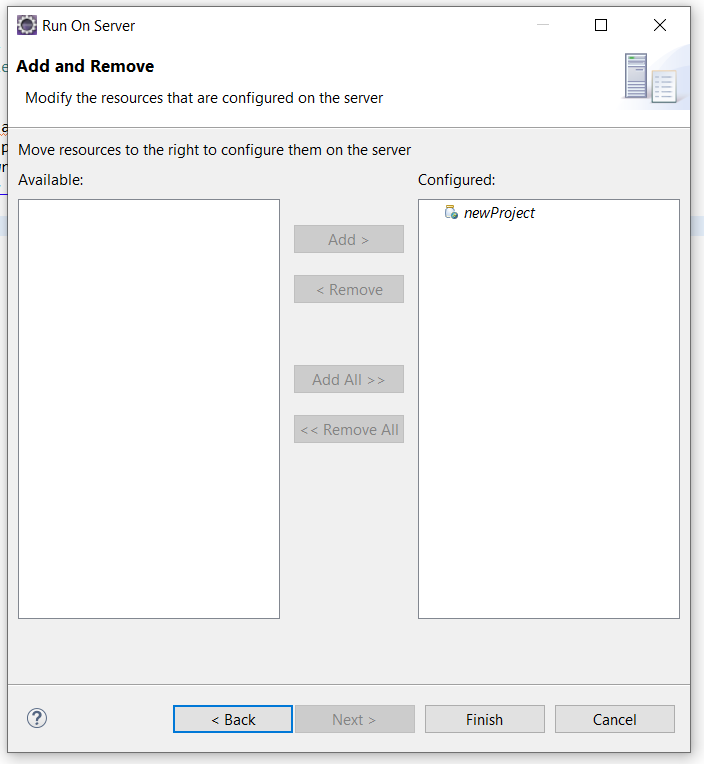 Run On Server
Add and Remove
Modify the resources that are configured on the server
Move resources to the right to configure them on the server
Available:
Configured:
newProject
Add >
< Remove
Add All >>
<< Remove All
?
< Back
Next >
Finish
Cancel